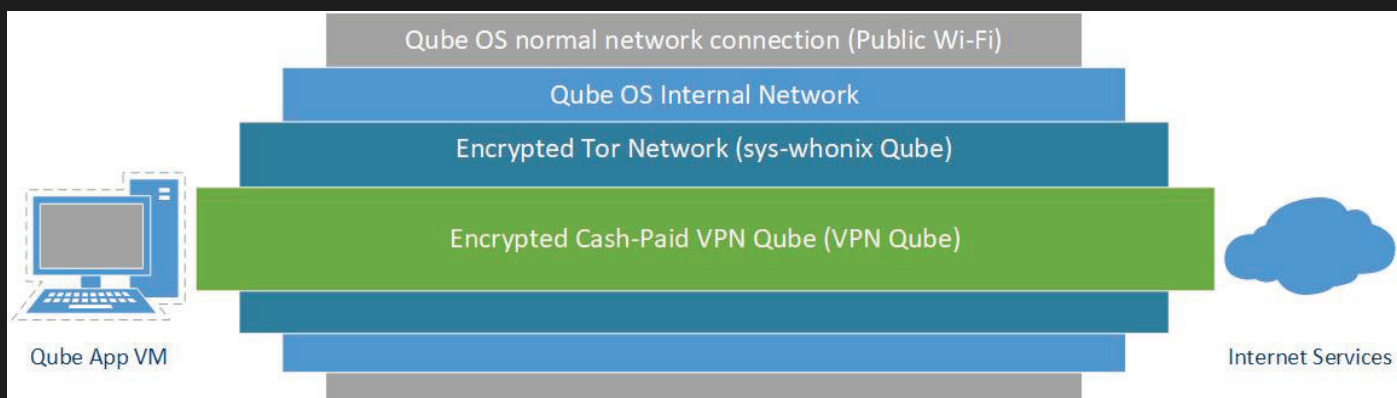 Qube OS normal network connection (Public Wi-Fi)
Qube OS Internal Network
Encrypted Tor Network (sys-whonix Qube)
Encrypted Cash-Paid VPN Qube (VPN Qube)
Qube App VM
Internet Services